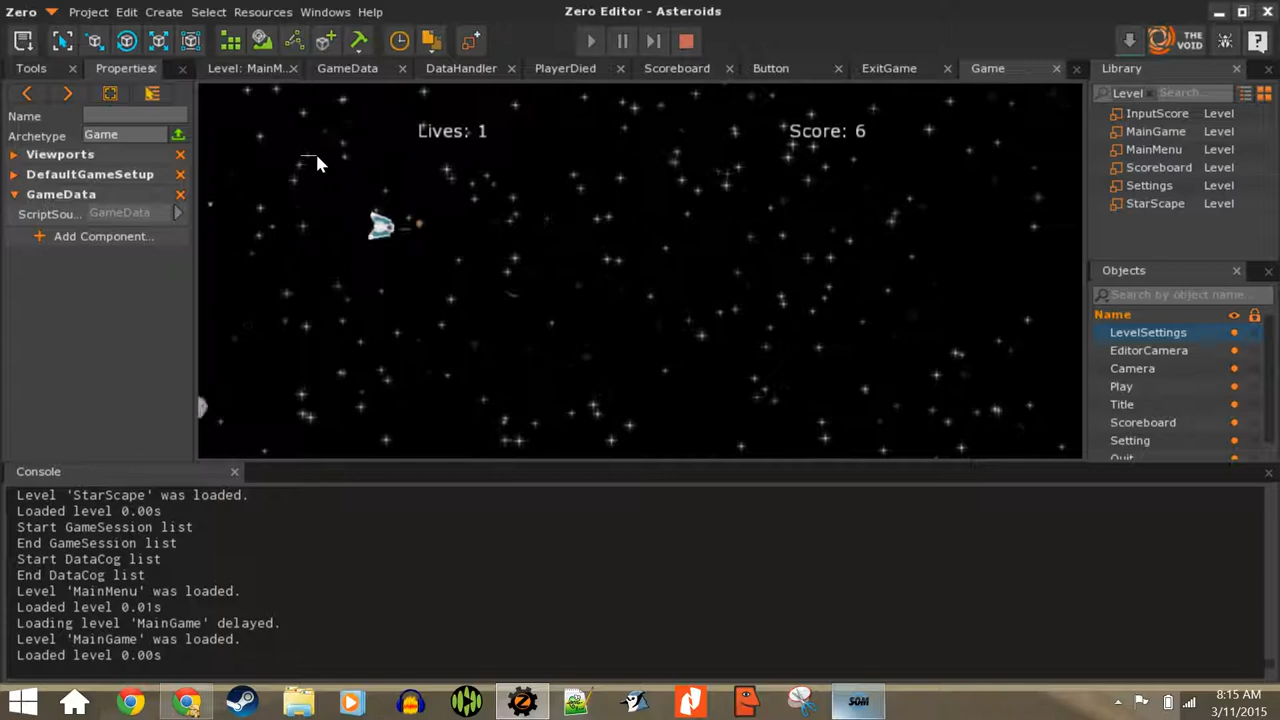 Zero Project Edit Create Select Resources Windows Help
Zero Editor - Asteroids
THE VOID
Tools Properties Level: MainM... GameData DataHandler PlayerDied Scoreboard Button ExitGame Game Library
Level Search...
Name
Archetype Game
Viewports
DefaultGameSetup
GameData
ScriptSou... GameData
Add Component...
Lives: 1
Score: 6
InputScore Level
MainGame Level
MainMenu Level
Scoreboard Level
Settings Level
StarScape Level
Objects
Search by object name...
Name
LevelSettings
EditorCamera
Camera
Play
Title
Scoreboard
Setting
Quit
Console
Level 'StarScape' was loaded.
Loaded level 0.00s
Start GameSession list
End GameSession list
Start DataCog list
End DataCog list
Level 'MainMenu' was loaded.
Loaded level 0.01s
Loading level 'MainGame' delayed.
Level 'MainGame' was loaded.
Loaded level 0.00s
SOM
8:15 AM
3/11/2015